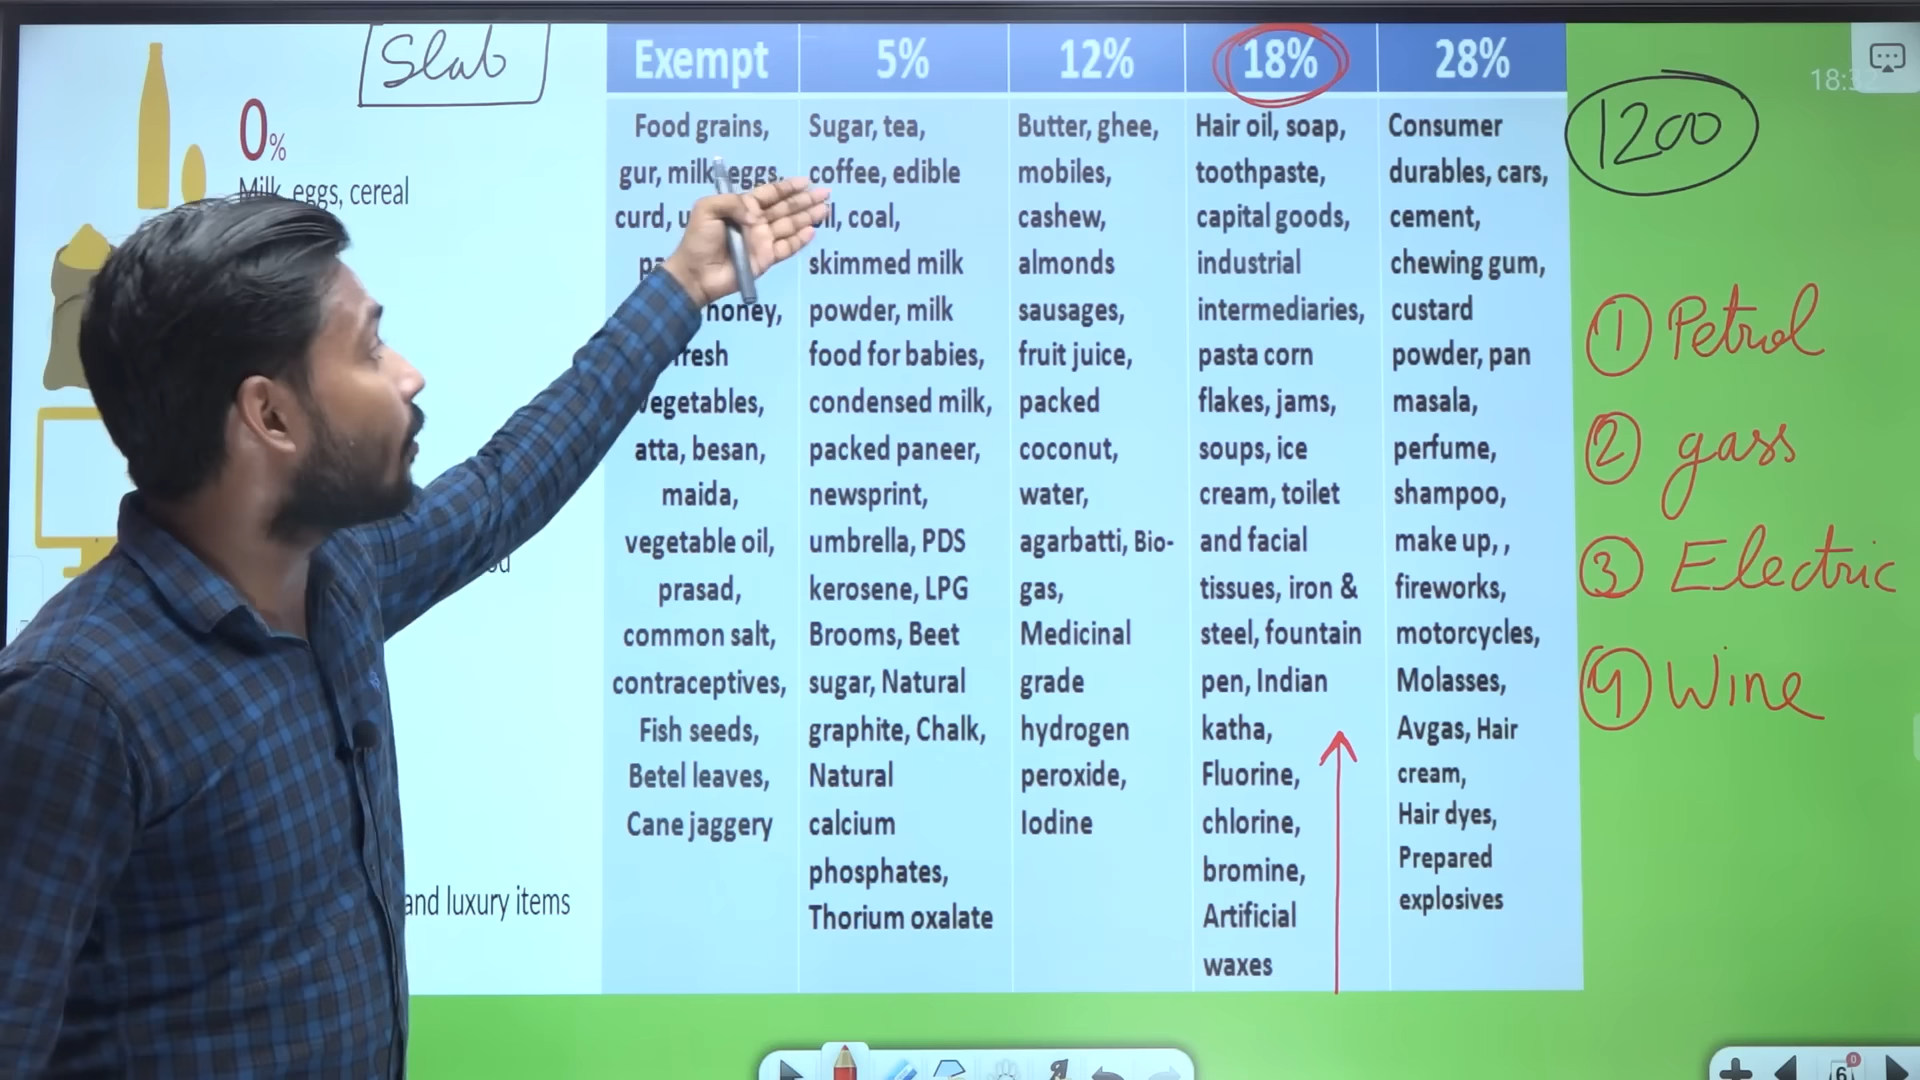 Slab
0%
Milk, eggs, cereal
and luxury items
Exempt
Food grains,
gur, milk, eggs,
curd,
honey,
fresh
vegetables,
atta, besan,
maida,
vegetable oil,
prasad,
common salt,
contraceptives,
Fish seeds,
Betel leaves,
Cane jaggery
5%
Sugar, tea,
coffee, edible
oil, coal,
skimmed milk
powder, milk
food for babies,
condensed milk,
packed paneer,
newsprint,
umbrella, PDS
kerosene, LPG
Brooms, Beet
sugar, Natural
graphite, Chalk,
Natural
calcium
phosphates,
Thorium oxalate
12%
Butter, ghee,
mobiles,
cashew,
almonds
sausages,
fruit juice,
packed
coconut,
water,
agarbatti, Bio-
gas,
Medicinal
grade
hydrogen
peroxide,
Iodine
18%
Hair oil, soap,
toothpaste,
capital goods,
industrial
intermediaries,
pasta corn
flakes, jams,
soups, ice
cream, toilet
and facial
tissues, iron &
steel, fountain
pen, Indian
katha,
Fluorine,
chlorine,
bromine,
Artificial
waxes
28%
Consumer
durables, cars,
cement,
chewing gum,
custard
powder, pan
masala,
perfume,
shampoo,
make up, ,
fireworks,
motorcycles,
Molasses,
Avgas, Hair
cream,
Hair dyes,
Prepared
explosives
1200
① Petrol
② gass
③ Electric
④ Wine
0
6